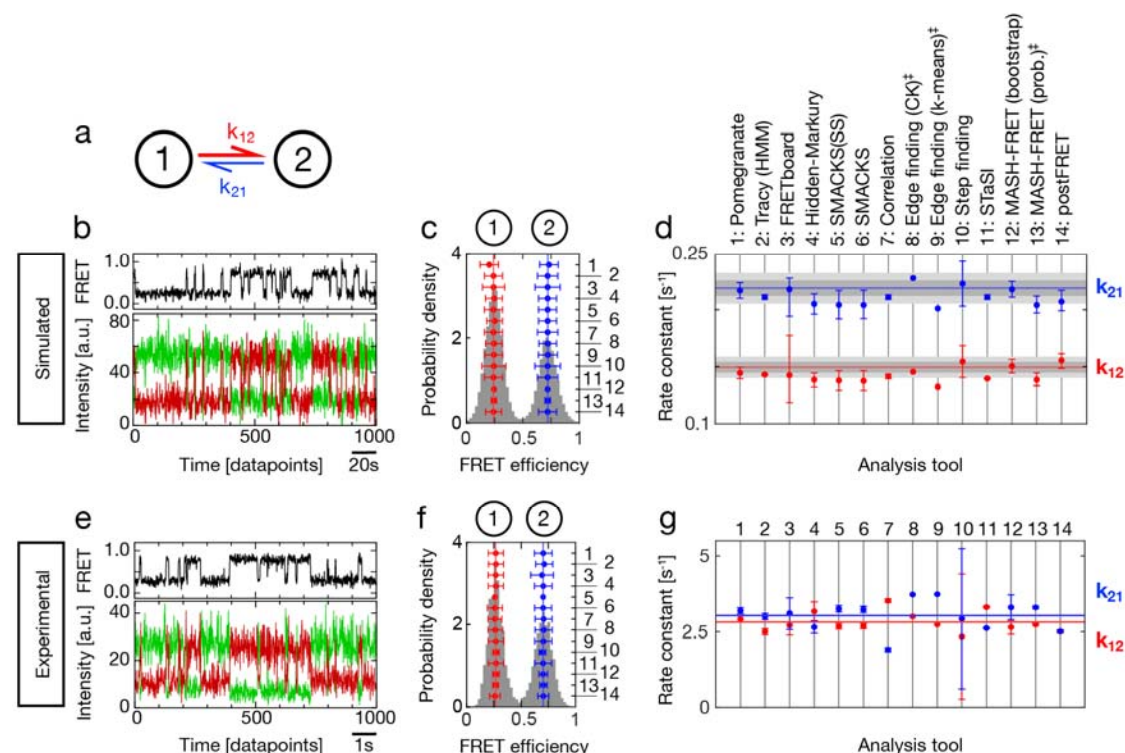 a
1
2
k12
k21
1: Pomegranate
2: Tracy (HMM)
3: FRETboard
4: Hidden-Markury
5: SMACKS(SS)
6: SMACKS
7: Correlation
8: Edge finding (CK)‡
9: Edge finding (k-means)‡
10: Step finding
11: STaSI
12: MASH-FRET (bootstrap)
13: MASH-FRET (prob.)‡
14: postFRET
Simulated
b
FRET
1.0
0.0
Intensity [a.u.]
80
40
0
0 500 1000
Time [datapoints]
20s
c
1 2
Probability density
4
2
0
1
2
3
4
5
6
7
8
9
10
11
12
13
14
0 0.5 1
FRET efficiency
d
Rate constant [s-1]
0.25
0.1
k21
k12
Analysis tool
Experimental
e
FRET
1.0
0.0
Intensity [a.u.]
40
20
0
0 500 1000
Time [datapoints]
1s
f
1 2
Probability density
4
2
0
1
2
3
4
5
6
7
8
9
10
11
12
13
14
0 0.5 1
FRET efficiency
g
1 2 3 4 5 6 7 8 9 10 11 12 13 14
Rate constant [s-1]
5
2.5
0
k21
k12
Analysis tool